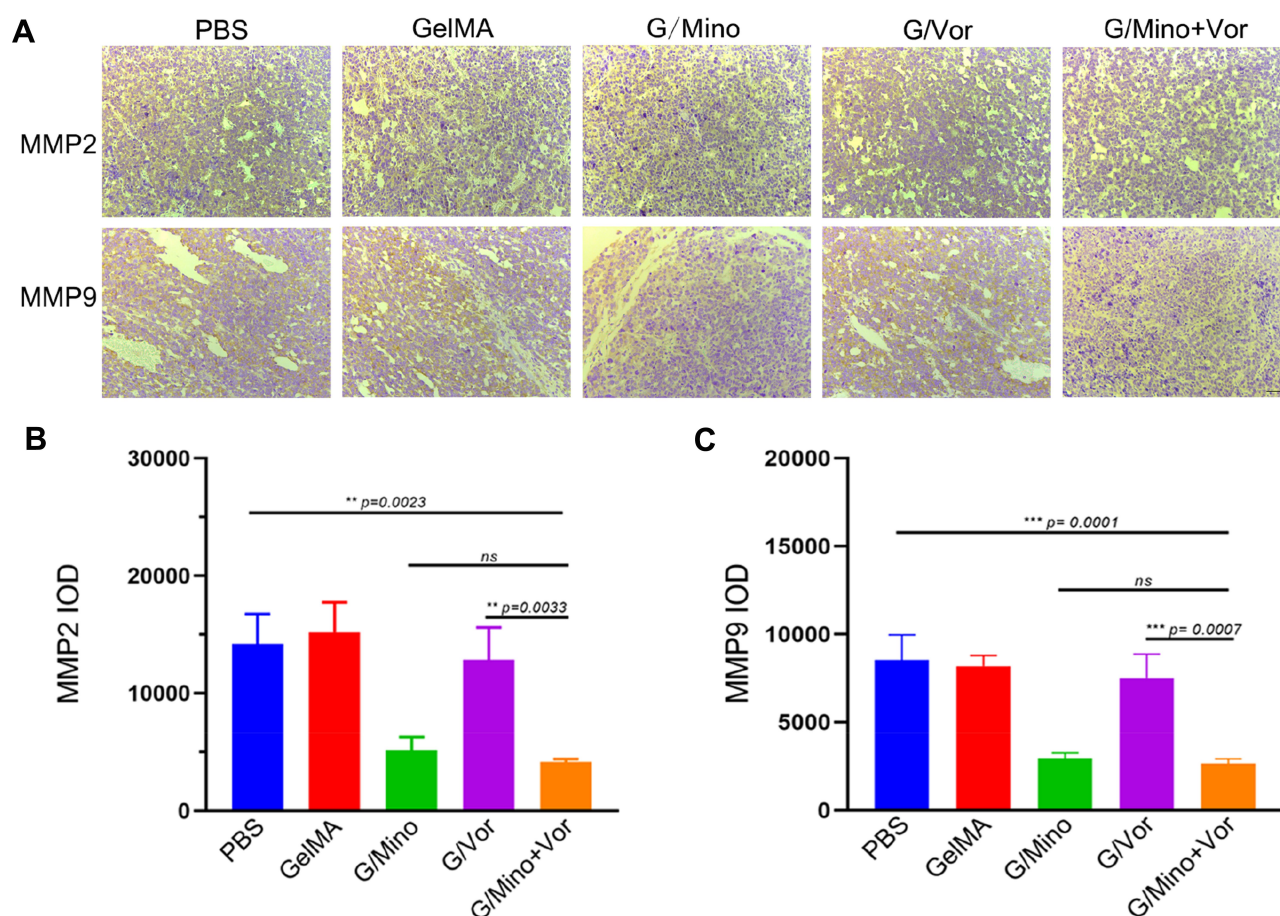 A
PBS GelMA G/Mino G/Vor G/Mino+Vor
MMP2
MMP9
B
MMP2 IOD
30000
20000
10000
0
** p=0.0023
ns
** p=0.0033
PBS GelMA G/Mino G/Vor G/Mino+Vor
C
MMP9 IOD
20000
15000
10000
5000
0
*** p= 0.0001
ns
*** p= 0.0007
PBS GelMA G/Mino G/Vor G/Mino+Vor